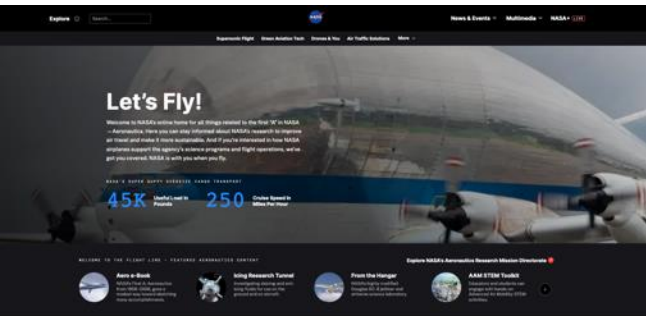 Explore
Search...
NASA
News & Events
Multimedia
NASA+
LIVE
Supersonic Flight
Green Aviation Tech
Drones & You
Air Traffic Solutions
More
Let's Fly!
Welcome to NASA's online home for all things related to the first "A" in NASA
—Aeronautics. Here you can stay informed about NASA's research to improve
air travel and make it more sustainable. And if you're interested in how NASA
airplanes support the agency's science programs and flight operations, we've
got you covered. NASA is with you when you fly.
NASA'S SUPER GUPPY OVERSIZE CARGO TRANSPORT
45K
Useful Load in
Pounds
250
Cruise Speed in
Miles Per Hour
WELCOME TO THE FLIGHT LINE - FEATURED AERONAUTICS CONTENT
Explore NASA's Aeronautics Research Mission Directorate
Aero e-Book
Icing Research Tunnel
From the Hangar
AAM STEM Toolkit